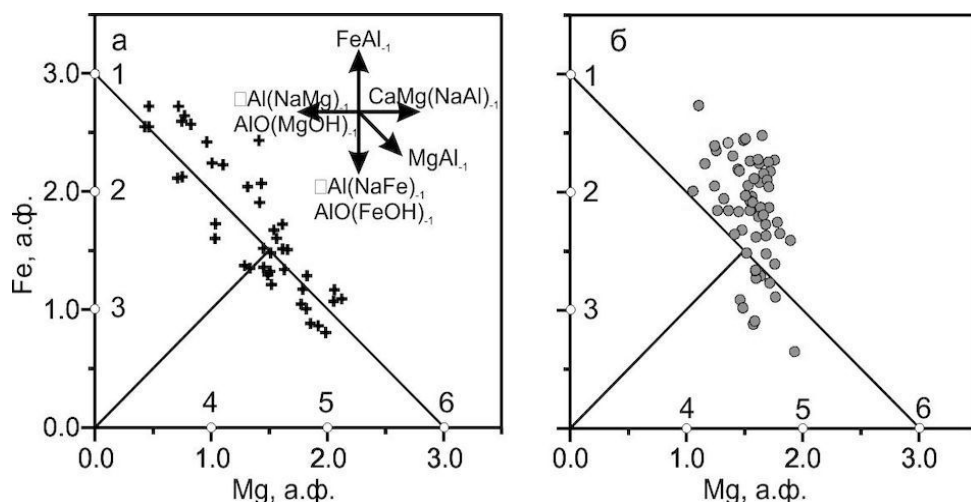 а
FeAl₋₁
□Al(NaMg)₋₁
CaMg(NaAl)₋₁
AlO(MgOH)₋₁
MgAl₋₁
□Al(NaFe)₋₁
AlO(FeOH)₋₁
1
2
3
4
5
6
3.0
2.0
1.0
0.0
0.0
1.0
2.0
3.0
Fe, а.ф.
Mg, а.ф.
б
1
2
3
4
5
6
0.0
1.0
2.0
3.0
Mg, а.ф.